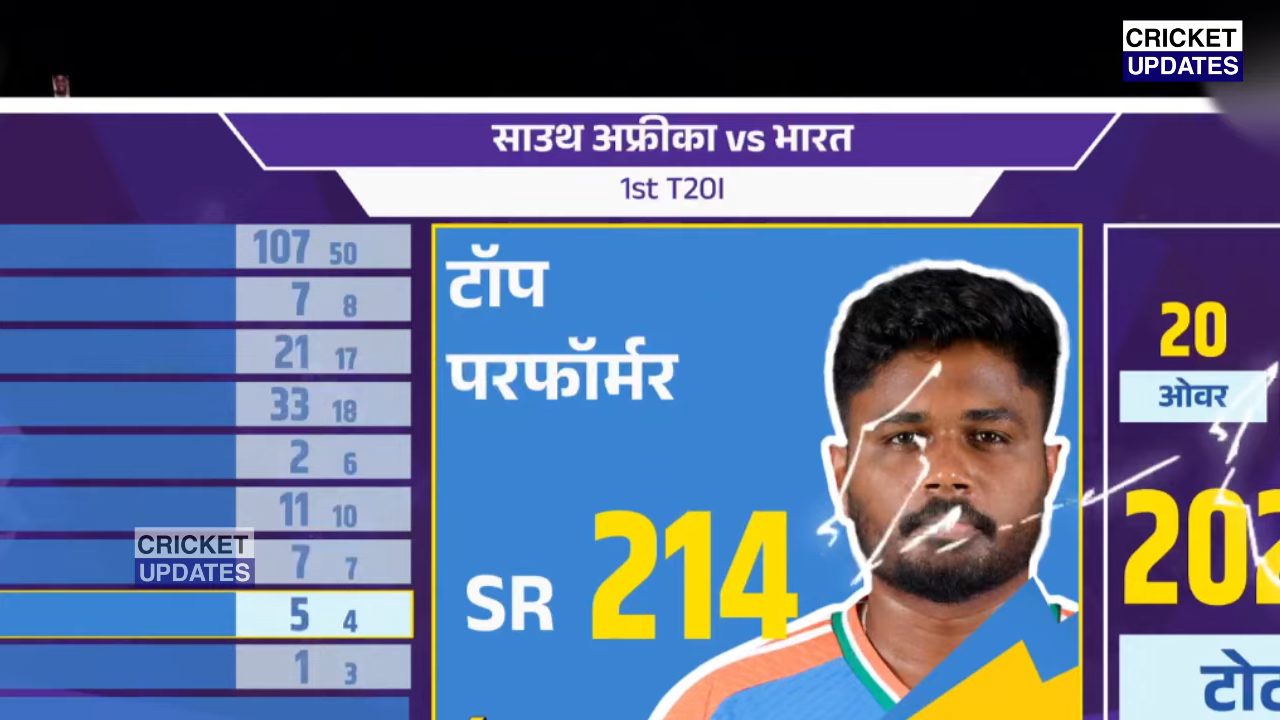 CRICKET
UPDATES
साउथ अफ्रीका vs भारत
1st T20I
107 50
7 8
21 17
33 18
2 6
11 10
7 7
5 4
1 3
CRICKET
UPDATES
टॉप
परफॉर्मर
SR 214
20
ओवर
202